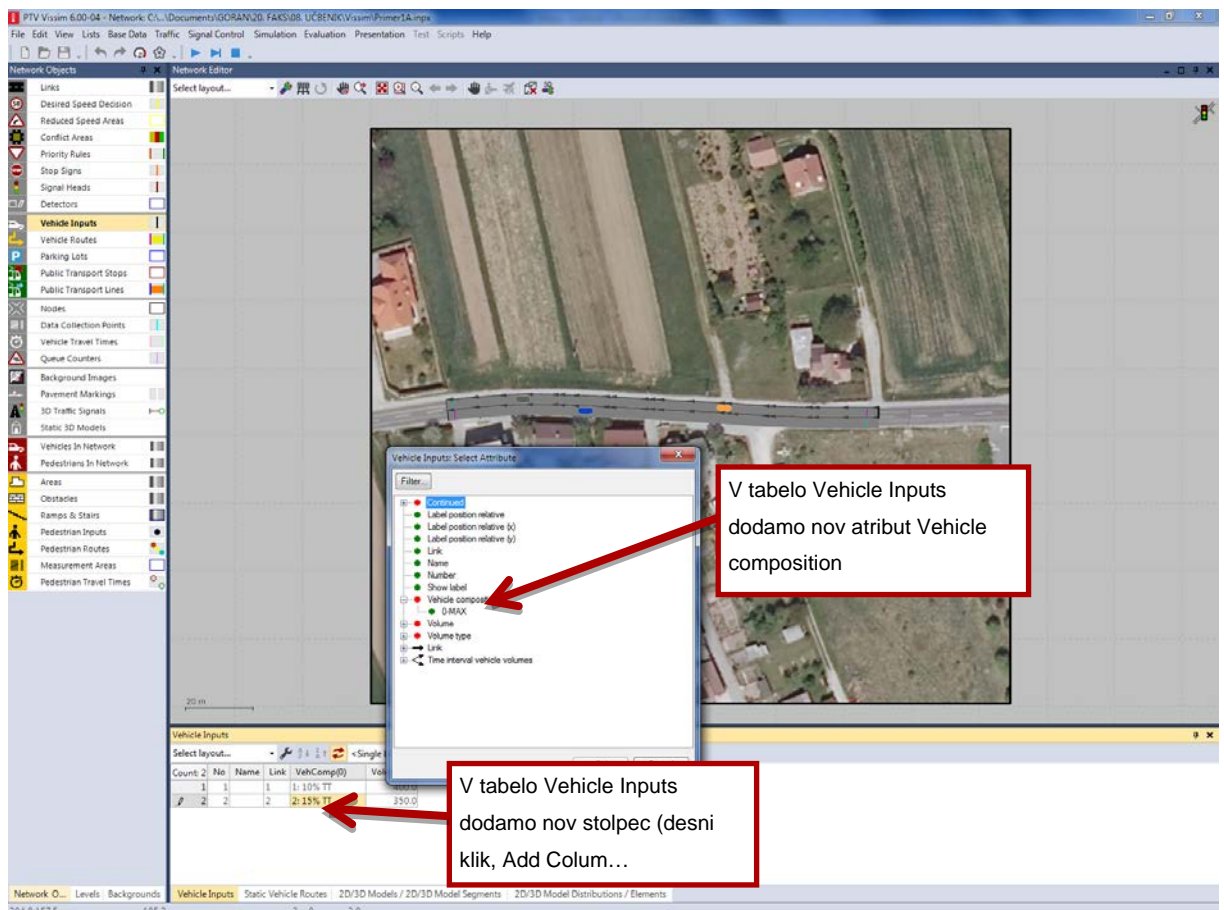 PTV Vissim 6.00-04 - Network: C:\...\Documents\GORAN\20. FAKS\08. UČBENIK\Vissim\Primer1A.inpx
File Edit View Lists Base Data Traffic Signal Control Simulation Evaluation Presentation Test Scripts Help
Network Objects
Network Editor
Select layout...
Links
Desired Speed Decision
Reduced Speed Areas
Conflict Areas
Priority Rules
Stop Signs
Signal Heads
Detectors
Vehicle Inputs
Vehicle Routes
Parking Lots
Public Transport Stops
Public Transport Lines
Nodes
Data Collection Points
Vehicle Travel Times
Queue Counters
Background Images
Pavement Markings
3D Traffic Signals
Static 3D Models
Vehicles In Network
Pedestrians In Network
Areas
Obstacles
Ramps & Stairs
Pedestrian Inputs
Pedestrian Routes
Measurement Areas
Pedestrian Travel Times
Vehicle Inputs: Select Attribute
Filter...
Continued
Label position relative
Label position relative (x)
Label position relative (y)
Link
Name
Number
Show label
Vehicle composit
0-MAX
Volume
Volume type
Link
Time interval vehicle volumes
V tabelo Vehicle Inputs
dodamo nov atribut Vehicle
composition
20 m
Vehicle Inputs
Select layout... <Single
Count: 2 No Name Link VehComp(0)
1 1 1 1: 10% TT 400.0
2 2 2 2: 15% TT 350.0
V tabelo Vehicle Inputs
dodamo nov stolpec (desni
klik, Add Colum…
Network O... Levels Backgrounds
Vehicle Inputs Static Vehicle Routes 2D/3D Models / 2D/3D Model Segments 2D/3D Model Distributions / Elements